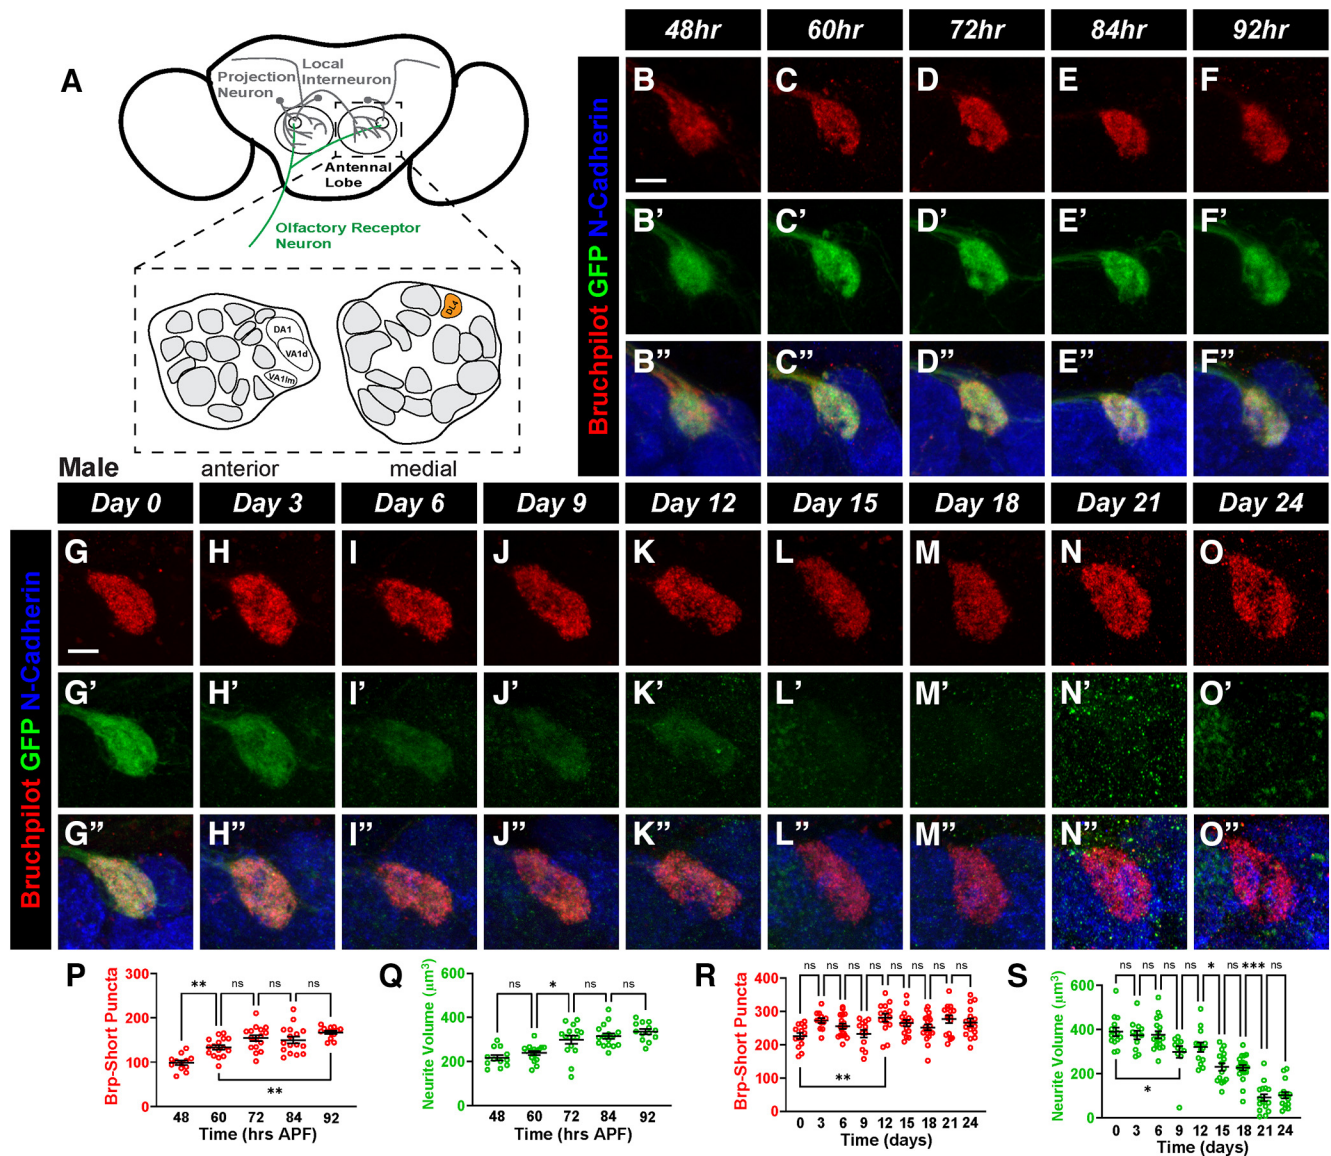 A
Projection
Neuron
Local
Interneuron
Antennal
Lobe
Olfactory Receptor
Neuron
DA1
VA1d
VA1lm
DL4
anterior
medial
48hr 60hr 72hr 84hr 92hr
Bruchpilot GFP N-Cadherin
B C D E F
B' C' D' E' F'
B" C" D" E" F"
Male
Day 0 Day 3 Day 6 Day 9 Day 12 Day 15 Day 18 Day 21 Day 24
Bruchpilot GFP N-Cadherin
G H I J K L M N O
G' H' I' J' K' L' M' N' O'
G" H" I" J" K" L" M" N" O"
P
Brp-Short Puncta
300
200
100
0
** ns ns ns
**
48 60 72 84 92
Time (hrs APF)
Q
Neurite Volume (µm³)
600
400
200
0
ns * ns ns
48 60 72 84 92
Time (hrs APF)
R
Brp-Short Puncta
400
300
200
100
0
ns ns ns ns ns ns ns ns
**
0 3 6 9 12 15 18 21 24
Time (days)
S
Neurite Volume (µm³)
600
400
200
0
ns ns ns ns * ns *** ns
*
0 3 6 9 12 15 18 21 24
Time (days)